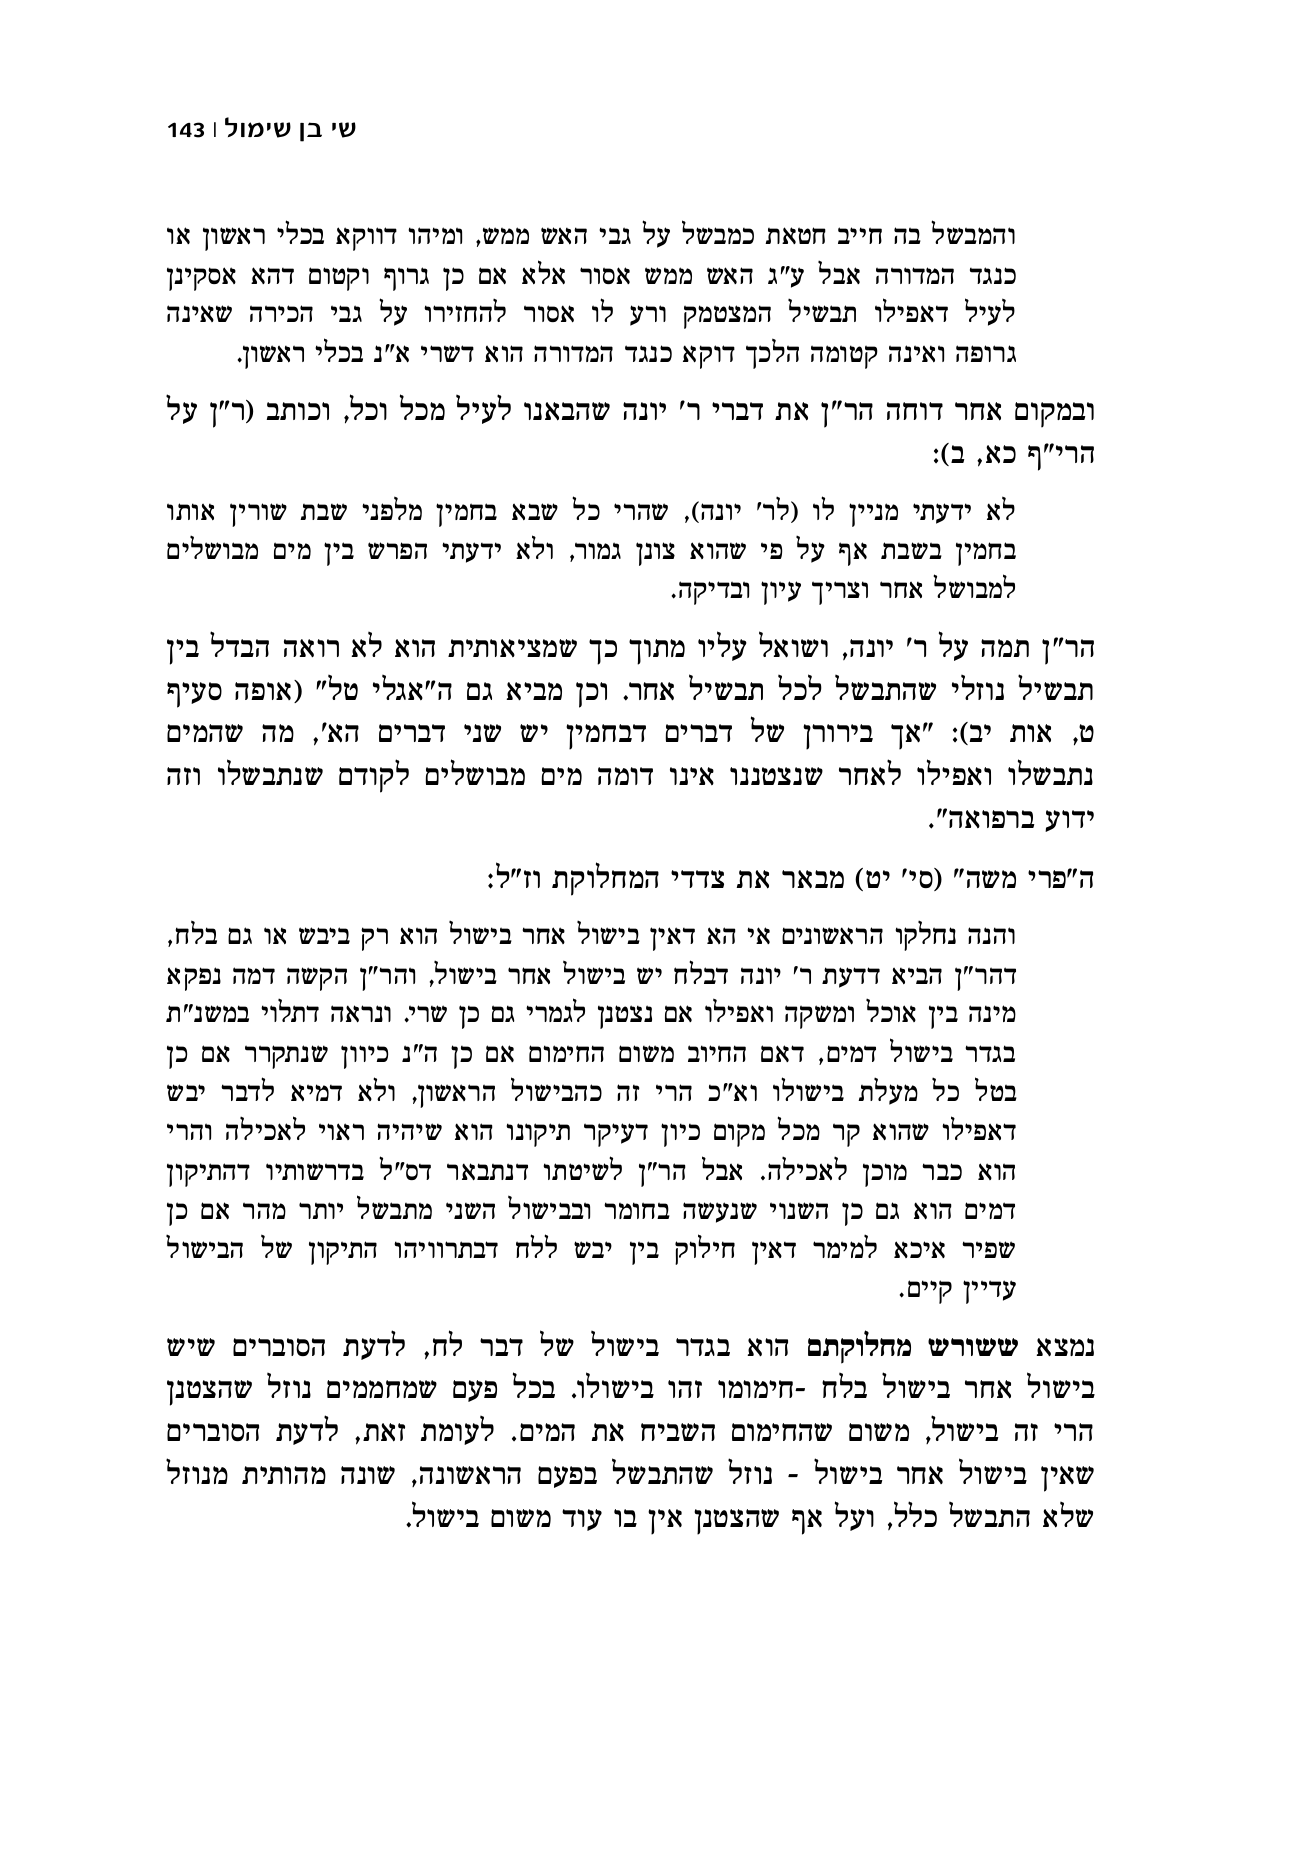 שי בן שימול | 143
והמבשל בה חייב חטאת כמבשל על גבי האש ממש, ומיהו דווקא בכלי ראשון או
כנגד המדורה אבל ע"ג האש ממש אסור אלא אם כן גרוף וקטום דהא אסקינן
לעיל דאפילו תבשיל המצטמק ורע לו אסור להחזירו על גבי הכירה שאינה
גרופה ואינה קטומה הלכך דוקא כנגד המדורה הוא דשרי א"נ בכלי ראשון.
ובמקום אחר דוחה הר"ן את דברי ר' יונה שהבאנו לעיל מכל וכל, וכותב (ר"ן על
הרי"ף כא, ב):
לא ידעתי מניין לו (לר' יונה), שהרי כל שבא בחמין מלפני שבת שורין אותו
בחמין בשבת אף על פי שהוא צונן גמור, ולא ידעתי הפרש בין מים מבושלים
למבושל אחר וצריך עיון ובדיקה.
הר"ן תמה על ר' יונה, ושואל עליו מתוך כך שמציאותית הוא לא רואה הבדל בין
תבשיל נוזלי שהתבשל לכל תבשיל אחר. וכן מביא גם ה"אגלי טל" (אופה סעיף
ט, אות יב): "אך בירורן של דברים דבחמין יש שני דברים הא', מה שהמים
נתבשלו ואפילו לאחר שנצטננו אינו דומה מים מבושלים לקודם שנתבשלו וזה
ידוע ברפואה".
ה"פרי משה" (סי' יט) מבאר את צדדי המחלוקת וז"ל:
והנה נחלקו הראשונים אי הא דאין בישול אחר בישול הוא רק ביבש או גם בלח,
דהר"ן הביא דדעת ר' יונה דבלח יש בישול אחר בישול, והר"ן הקשה דמה נפקא
מינה בין אוכל ומשקה ואפילו אם נצטנן לגמרי גם כן שרי. ונראה דתלוי במשנ"ת
בגדר בישול דמים, דאם החיוב משום החימום אם כן ה"נ כיוון שנתקרר אם כן
בטל כל מעלת בישולו וא"כ הרי זה כהבישול הראשון, ולא דמיא לדבר יבש
דאפילו שהוא קר מכל מקום כיון דעיקר תיקונו הוא שיהיה ראוי לאכילה והרי
הוא כבר מוכן לאכילה. אבל הר"ן לשיטתו דנתבאר דס"ל בדרשותיו דהתיקון
דמים הוא גם כן השנוי שנעשה בחומר ובבישול השני מתבשל יותר מהר אם כן
שפיר איכא למימר דאין חילוק בין יבש ללח דבתרוויהו התיקון של הבישול
עדיין קיים.
נמצא ששורש מחלוקתם הוא בגדר בישול של דבר לח, לדעת הסוברים שיש
בישול אחר בישול בלח -חימומו זהו בישולו. בכל פעם שמחממים נוזל שהצטנן
הרי זה בישול, משום שהחימום השביח את המים. לעומת זאת, לדעת הסוברים
שאין בישול אחר בישול - נוזל שהתבשל בפעם הראשונה, שונה מהותית מנוזל
שלא התבשל כלל, ועל אף שהצטנן אין בו עוד משום בישול.